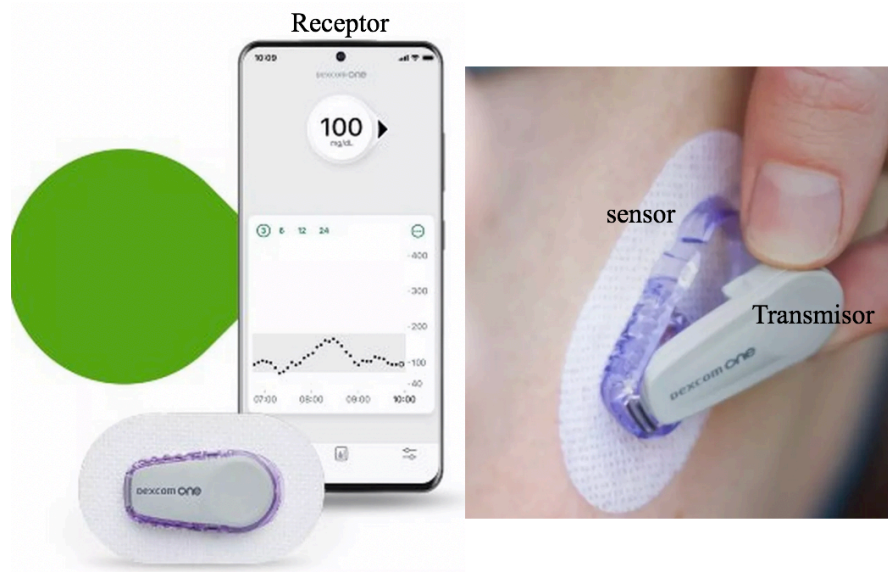 Receptor
10:09
Dexcom ONE
100
mg/dL
3 6 12 24
400
300
200
100
40
07:00 08:00 09:00 10:00
Dexcom ONE
sensor
Transmisor
Dexcom ONE